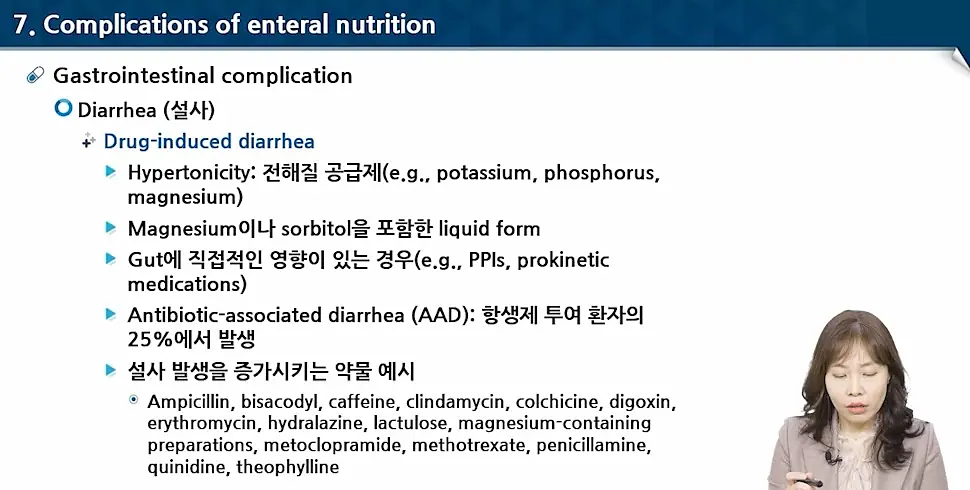 7. Complications of enteral nutrition
Gastrointestinal complication
Diarrhea (설사)
Drug-induced diarrhea
Hypertonicity: 전해질 공급제(e.g., potassium, phosphorus,
magnesium)
Magnesium이나 sorbitol을 포함한 liquid form
Gut에 직접적인 영향이 있는 경우(e.g., PPIs, prokinetic
medications)
Antibiotic-associated diarrhea (AAD): 항생제 투여 환자의
25%에서 발생
설사 발생을 증가시키는 약물 예시
Ampicillin, bisacodyl, caffeine, clindamycin, colchicine, digoxin,
erythromycin, hydralazine, lactulose, magnesium-containing
preparations, metoclopramide, methotrexate, penicillamine,
quinidine, theophylline